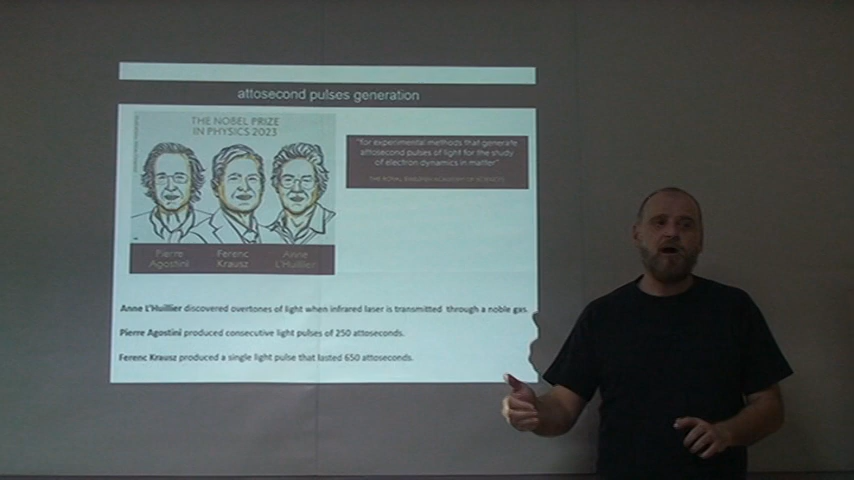 attosecond pulses generation
THE NOBEL PRIZE
IN PHYSICS 2023
"for experimental methods that generate
attosecond pulses of light for the study
of electron dynamics in matter"
THE ROYAL SWEDISH ACADEMY OF SCIENCES
Pierre
Agostini
Ferenc
Krausz
Anne
L'Huillier
Anne L'Huillier discovered overtones of light when infrared laser is transmitted through a noble gas.
Pierre Agostini produced consecutive light pulses of 250 attoseconds.
Ferenc Krausz produced a single light pulse that lasted 650 attoseconds.